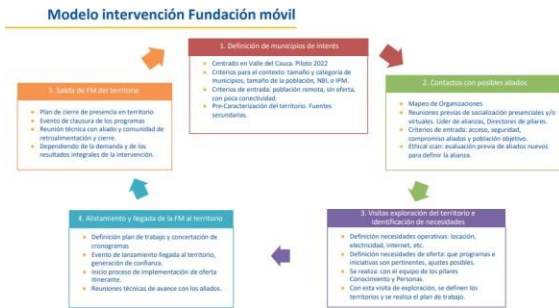 Modelo intervención Fundación móvil
1. Definición de municipios de interés
Centrado en Valle del Cauca. Piloto 2022
Criterios para el contexto: tamaño y categoría de
municipios, tamaño de la población, NBI, e IPM.
Criterios de entrada: población remota, sin oferta,
con poca conectividad.
Pre-Caracterización del territorio. Fuentes
secundarias.
2. Contactos con posibles aliados
Mapeo de Organizaciones
Reuniones previas de socialización presenciales y/o
virtuales. Líder de alianzas, Directores de pilares.
Criterios de entrada: acceso, seguridad,
compromiso aliados y población objetivo.
Ethical scan: evaluación previa de aliados nuevos
para definir la alianza.
3. Visitas exploración del territorio e
identificación de necesidades
Definición necesidades operativas: locación,
electricidad, internet, etc.
Definición necesidades de oferta: que programas e
iniciativas son pertinentes, ajustes posibles.
Se realiza: con el equipo de los pilares
Conocimiento y Personas.
Con esta visita de exploración, se definen los
territorios y se realiza el plan de trabajo.
4. Alistamiento y llegada de la FM al territorio
Definición plan de trabajo y concertación de
cronogramas
Evento de lanzamiento llegada al territorio,
generación de confianza.
Inicio proceso de implementación de oferta
itinerante.
Reuniones técnicas de avance con los aliados.
5. Salida de FM del territorio
Plan de cierre de presencia en territorio
Evento de clausura de los programas
Reunión técnica con aliado y comunidad de
retroalimentación y cierre.
Dependiendo de la demanda y de los
resultados integrales de la intervención.